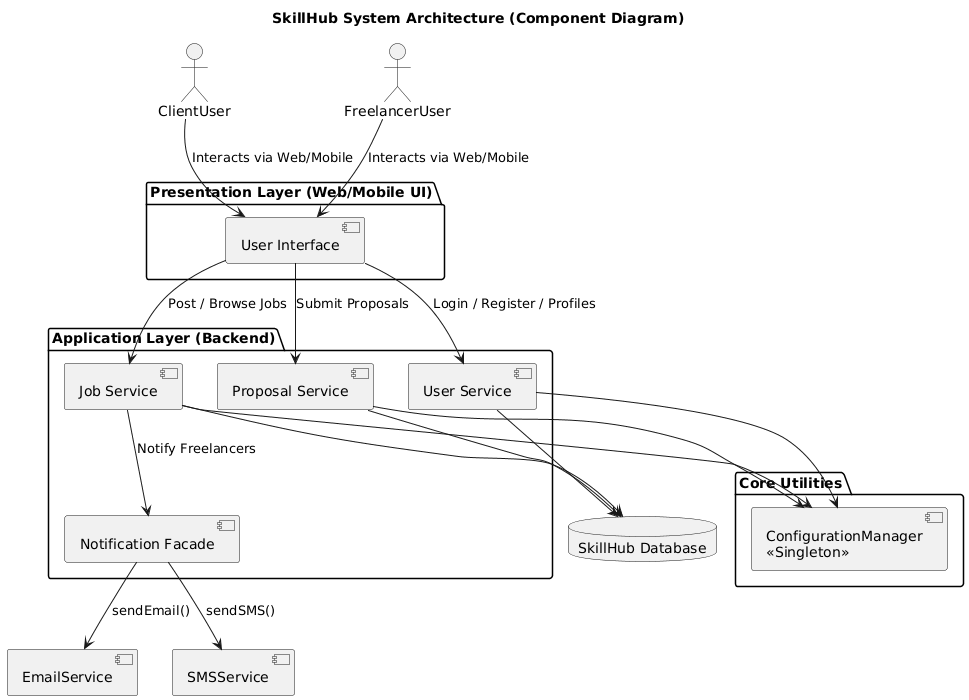 SkillHub System Architecture (Component Diagram)
ClientUser
FreelancerUser
Interacts via Web/Mobile
Interacts via Web/Mobile
Presentation Layer (Web/Mobile UI)
User Interface
Post / Browse Jobs
Submit Proposals
Login / Register / Profiles
Application Layer (Backend)
Job Service
Proposal Service
User Service
Notify Freelancers
Core Utilities
ConfigurationManager
«Singleton»
Notification Facade
SkillHub Database
sendEmail()
sendSMS()
EmailService
SMSService